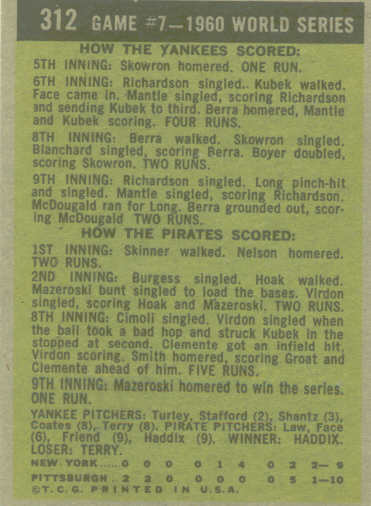 312 GAME #7—1960 WORLD SERIES
HOW THE YANKEES SCORED:
5TH INNING: Skowron homered. ONE RUN.
6TH INNING: Richardson singled. Kubek walked.
Face came in. Mantle singled, scoring Richardson
and sending Kubek to third. Berra homered, Mantle
and Kubek scoring. FOUR RUNS.
8TH INNING: Berra walked. Skowron singled.
Blanchard singled, scoring Berra. Boyer doubled,
scoring Skowron. TWO RUNS.
9TH INNING: Richardson singled. Long pinch-hit
and singled. Mantle singled, scoring Richardson.
McDougald ran for Long. Berra grounded out, scor-
ing McDougald TWO RUNS.
HOW THE PIRATES SCORED:
1ST INNING: Skinner walked. Nelson homered.
TWO RUNS.
2ND INNING: Burgess singled. Hoak walked.
Mazeroski bunt singled to load the bases. Virdon
singled, scoring Hoak and Mazeroski. TWO RUNS.
8TH INNING: Cimoli singled. Virdon singled when
the ball took a bad hop and struck Kubek in the
stopped at second. Clemente got an infield hit,
Virdon scoring. Smith homered, scoring Groat and
Clemente ahead of him. FIVE RUNS.
9TH INNING: Mazeroski homered to win the series.
ONE RUN.
YANKEE PITCHERS: Turley, Stafford (2), Shantz (3),
Coates (8), Terry (8). PIRATE PITCHERS: Law, Face
(6), Friend (9), Haddix (9). WINNER: HADDIX.
LOSER: TERRY.
NEW YORK..... 0 0 0 0 1 4 0 2 2— 9
PITTSBURGH . 2 2 0 0 0 0 0 5 1—10
©T.C.G. PRINTED IN U.S.A.